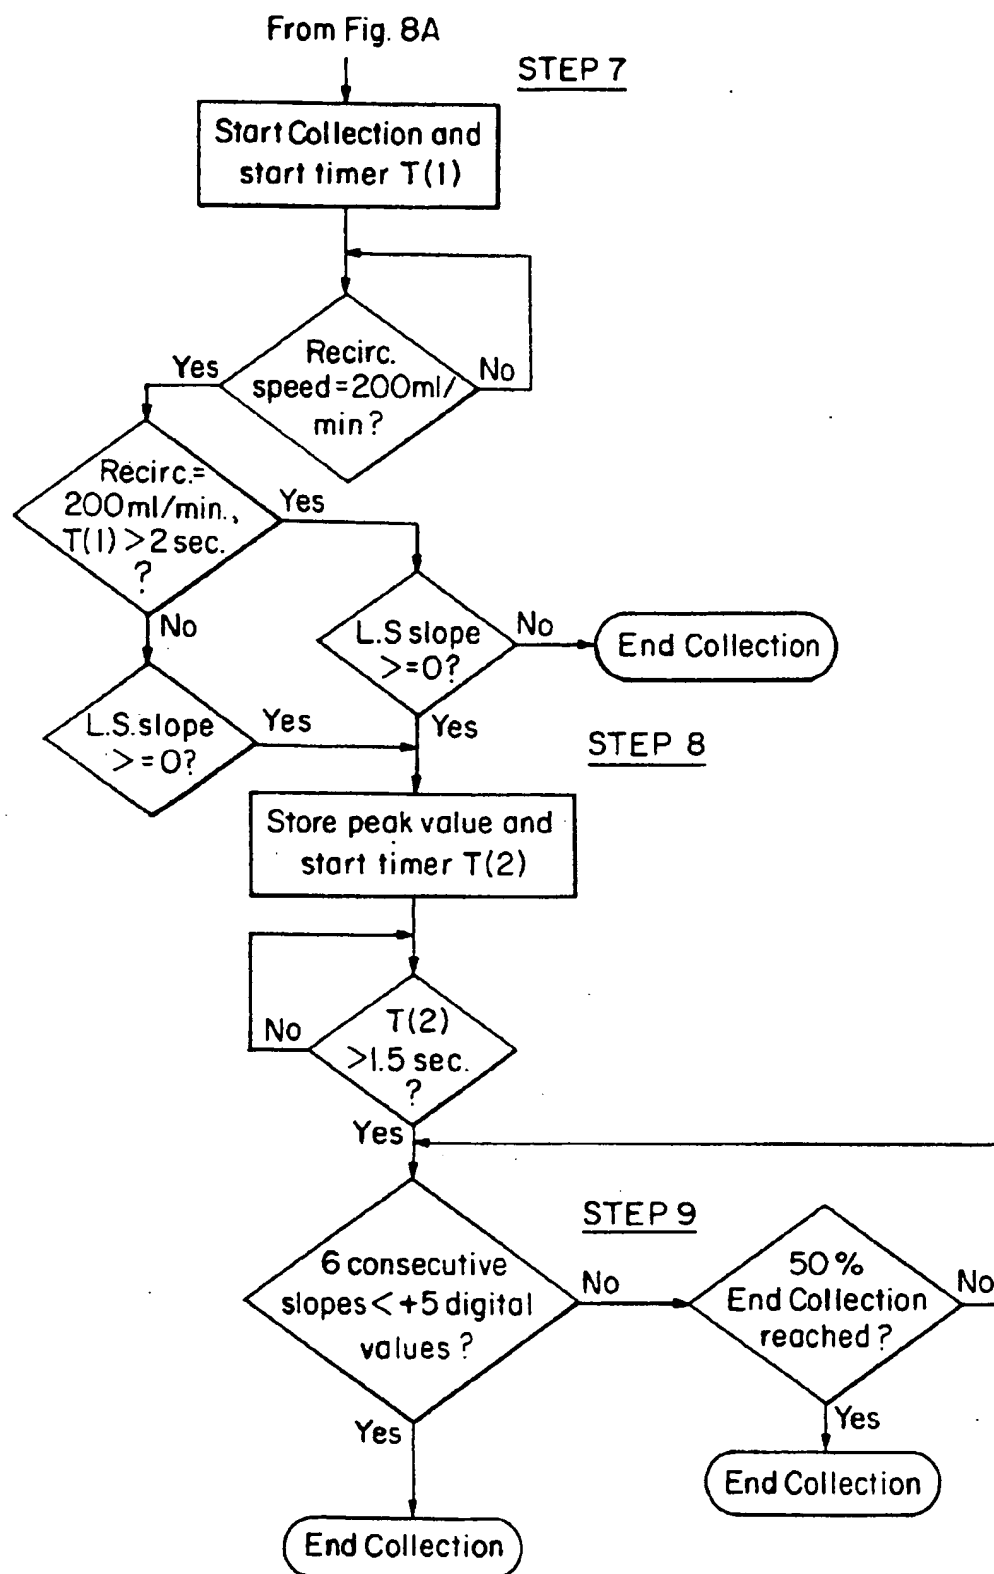 From Fig. 8A
STEP 7
Start Collection and
start timer T(1)
Recirc.
speed=200ml/
min?
Yes
No
Recirc.=
200ml/min.,
T(1)>2 sec.
?
Yes
No
L.S slope
>=0?
No
End Collection
Yes
L.S.slope
>=0?
Yes
STEP 8
Store peak value and
start timer T(2)
T(2)
>1.5 sec.
?
No
Yes
STEP 9
6 consecutive
slopes<+5 digital
values?
No
50%
End Collection
reached?
No
Yes
Yes
End Collection
End Collection